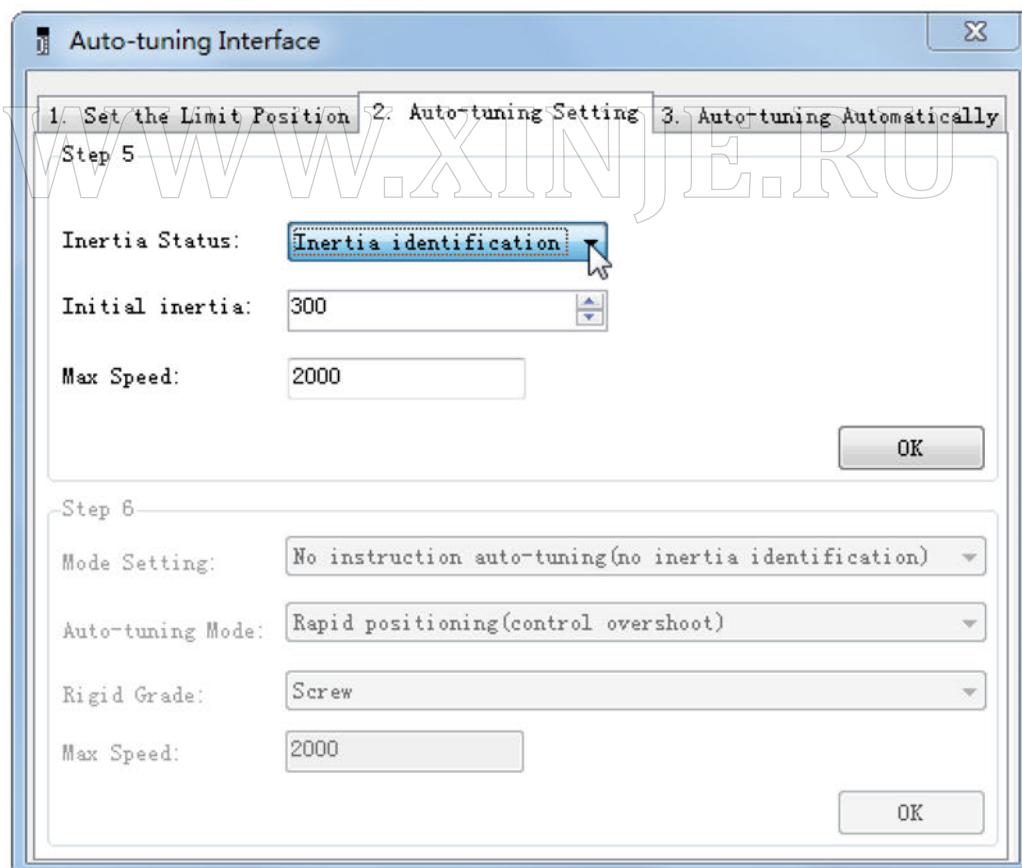 Auto-tuning Interface
1. Set the Limit Position 2. Auto-tuning Setting 3. Auto-tuning Automatically
WWW.XINJE.RU
Step 5
Inertia Status: Inertia identification
Initial inertia: 300
Max Speed: 2000
OK
Step 6
Mode Setting: No instruction auto-tuning(no inertia identification)
Auto-tuning Mode: Rapid positioning(control overshoot)
Rigid Grade: Screw
Max Speed: 2000
OK